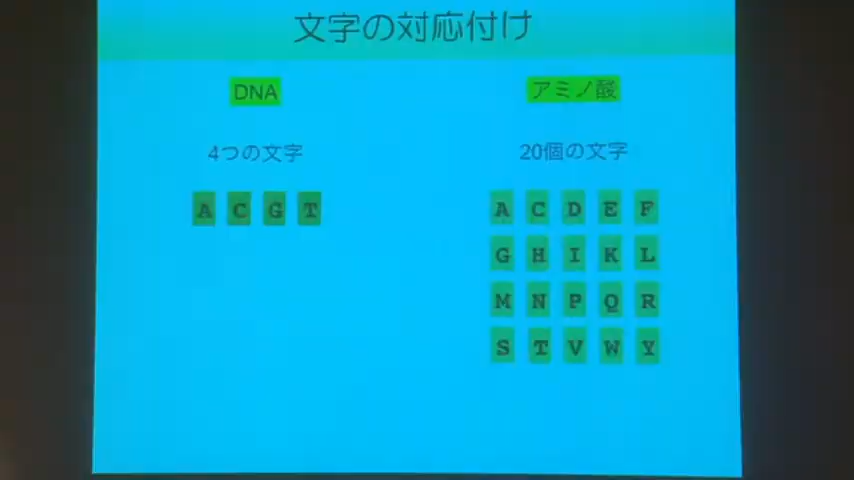 文字の対応付け
DNA
4つの文字
A C G T
アミノ酸
20個の文字
A C D E F
G H I K L
M N P Q R
S T V W Y